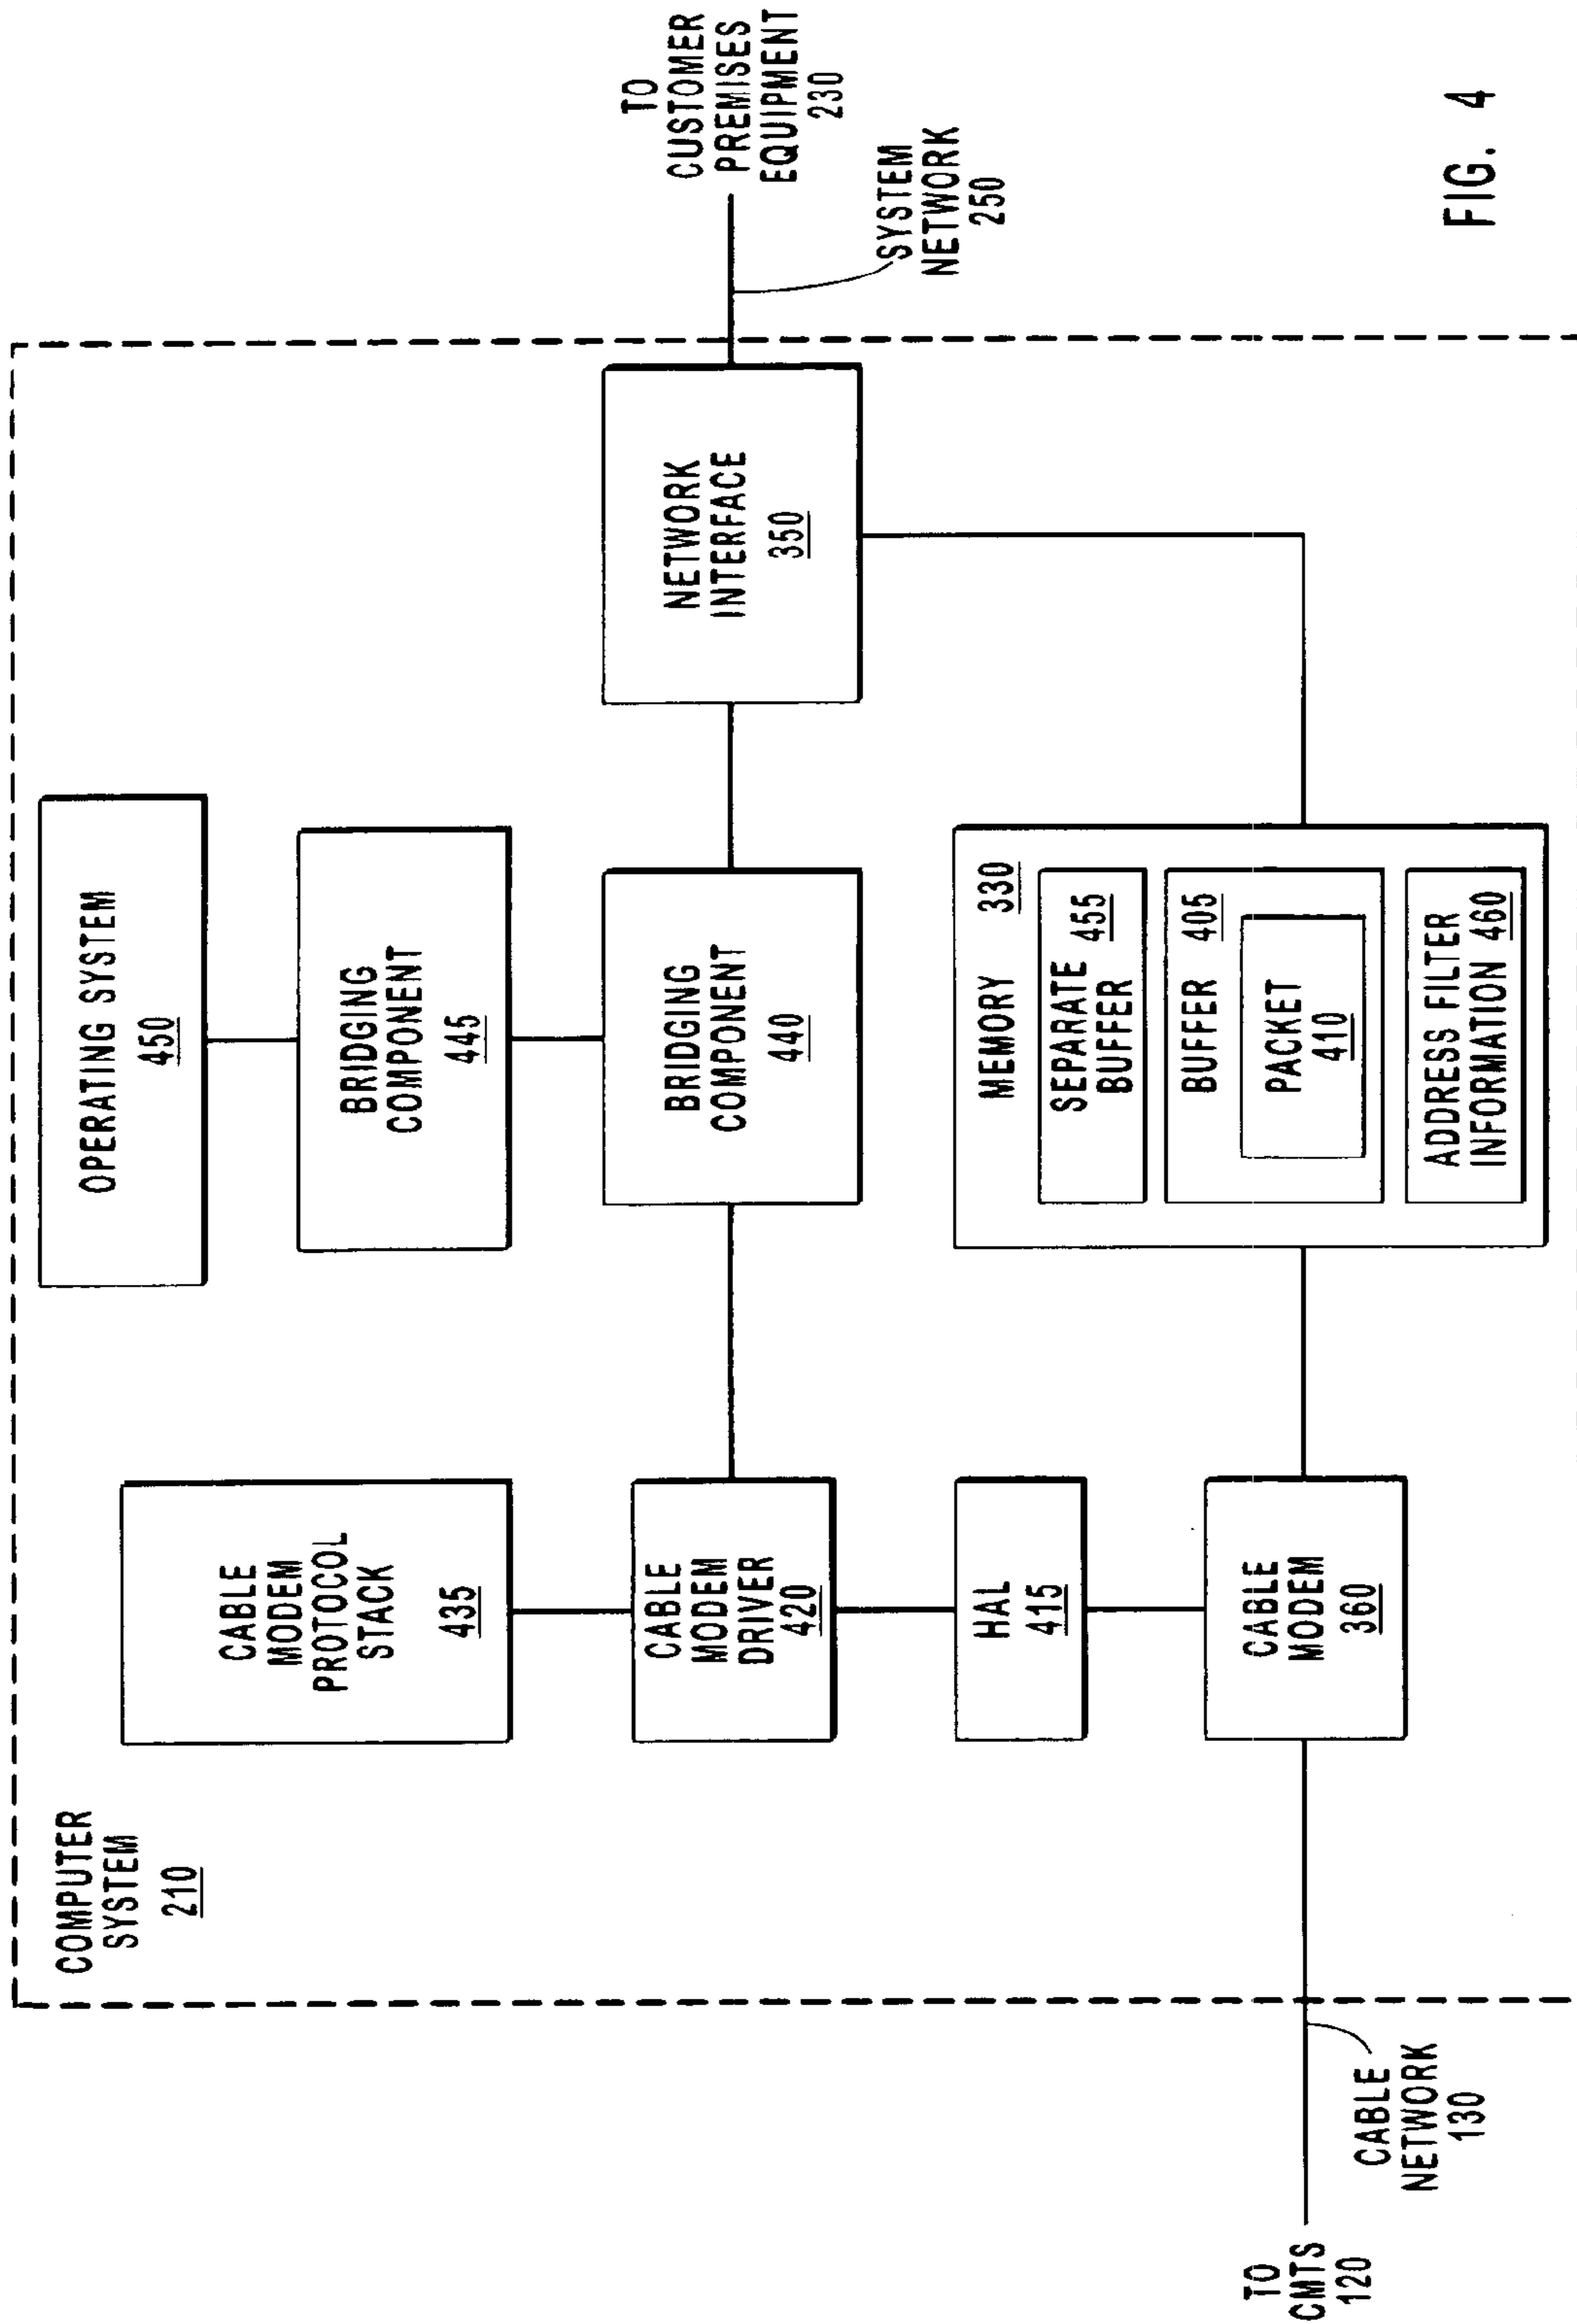 COMPUTER
SYSTEM
210
CABLE
MODEM
PROTOCOL
STACK
435
OPERATING SYSTEM
450
BRIDGING
COMPONENT
445
CABLE
MODEM
DRIVER
420
BRIDGING
COMPONENT
440
NETWORK
INTERFACE
350
TO
CUSTOMER
PREMISES
EQUIPMENT
230
SYSTEM
NETWORK
250
HAL
415
CABLE
MODEM
360
MEMORY 330
SEPARATE
BUFFER 455
BUFFER 405
PACKET
410
ADDRESS FILTER
INFORMATION 460
TO
CMTS
120
CABLE
NETWORK
130
FIG. 4